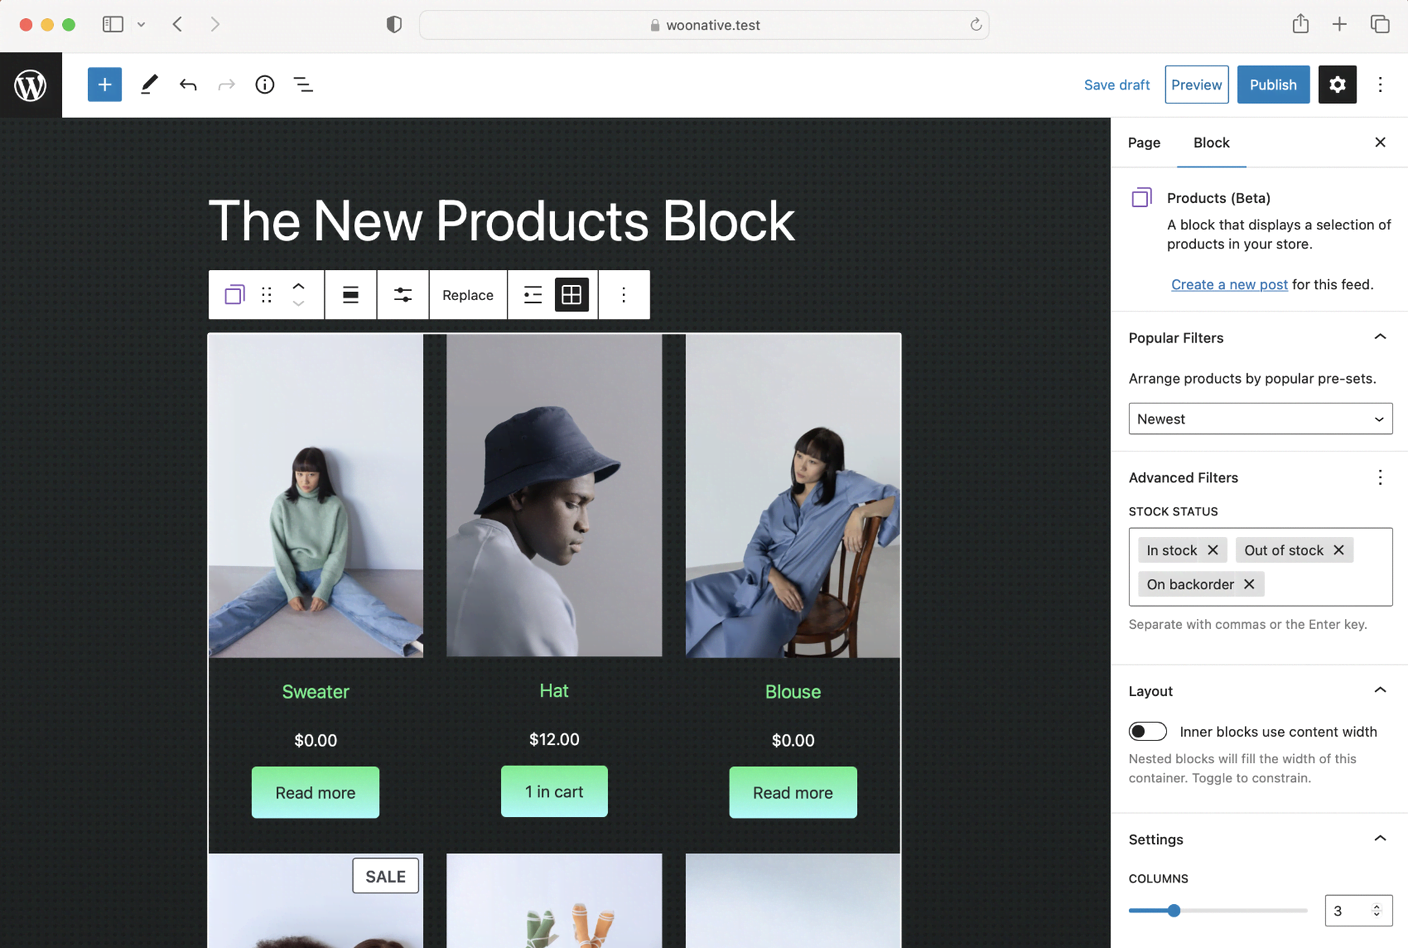 woonative.test
Save draft
Preview
Publish
Page
Block
The New Products Block
Products (Beta)
A block that displays a selection of
products in your store.
Create a new post for this feed.
Replace
Popular Filters
Arrange products by popular pre-sets.
Newest
Advanced Filters
STOCK STATUS
In stock
Out of stock
On backorder
Separate with commas or the Enter key.
Sweater
Hat
Blouse
$0.00
$12.00
$0.00
Read more
1 in cart
Read more
Layout
Inner blocks use content width
Nested blocks will fill the width of this
container. Toggle to constrain.
Settings
COLUMNS
3
SALE